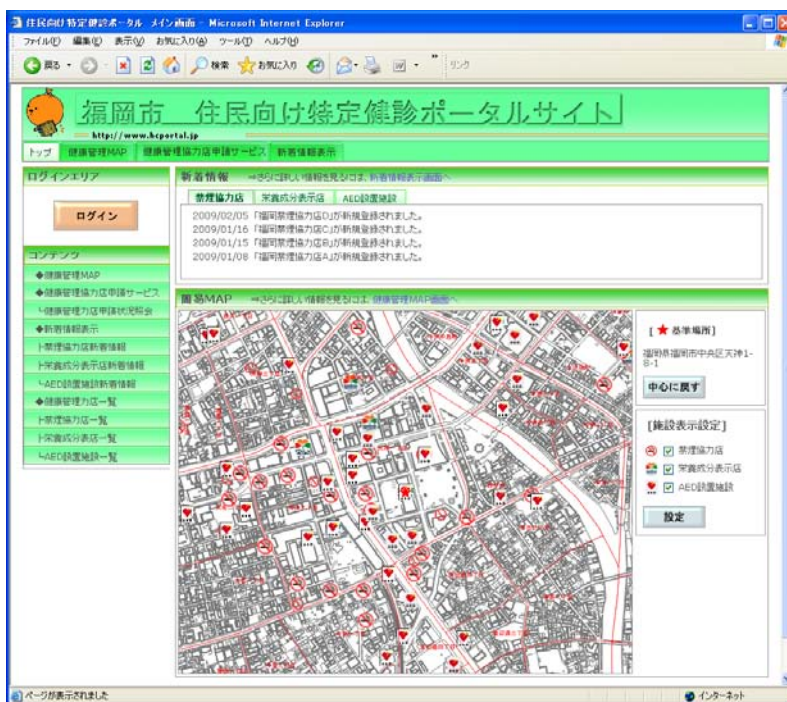 住民向け特定健診ポータル メイン画面 - Microsoft Internet Explorer
ファイル(F) 編集(E) 表示(V) お気に入り(A) ツール(T) ヘルプ(H)
戻る 検索 お気に入り リンク
福岡市 住民向け特定健診ポータルサイト
http://www.hcportal.jp
トップ 健康管理MAP 健康管理協力店申請サービス 新着情報表示
ログインエリア
ログイン
コンテンツ
◆健康管理MAP
◆健康管理協力店申請サービス
└健康管理力店申請状況照会
◆新着情報表示
├禁煙協力店新着情報
├栄養成分表示店新着情報
└AED設置施設新着情報
◆健康管理力店一覧
├禁煙協力店一覧
├栄養成分表店一覧
└AED設置施設一覧
新着情報 ⇒さらに詳しい情報を見るには、新着情報表示画面へ
禁煙協力店 栄養成分表示店 AED設置施設
2009/02/05 「福岡禁煙協力店D」が新規登録されました。
2009/01/16 「福岡禁煙協力店C」が新規登録されました。
2009/01/15 「福岡禁煙協力店B」が新規登録されました。
2009/01/08 「福岡禁煙協力店A」が新規登録されました。
簡易MAP ⇒さらに詳しい情報を見るには、健康管理MAP画面へ
[ ★ 基準場所]
福岡県福岡市中央区天神1-
8-1
中心に戻す
[施設表示設定]
禁煙協力店
栄養成分表示店
AED設置施設
設定
ページが表示されました
インターネット